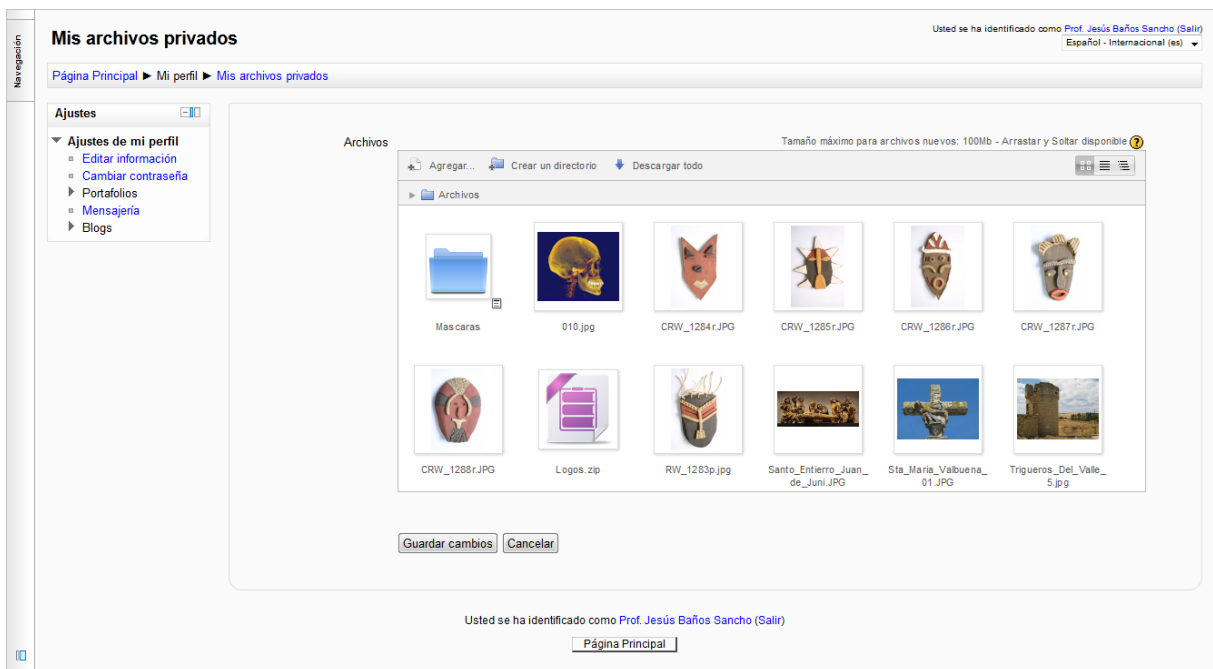 Navegación
Mis archivos privados
Usted se ha identificado como Prof. Jesús Baños Sancho (Salir)
Español - Internacional (es)
Página Principal ► Mi perfil ► Mis archivos privados
Ajustes
Ajustes de mi perfil
Editar información
Cambiar contraseña
Portafolios
Mensajería
Blogs
Archivos
Tamaño máximo para archivos nuevos: 100Mb - Arrastar y Soltar disponible
Agregar... Crear un directorio Descargar todo
Archivos
Mascaras 010.jpg CRW_1284r.JPG CRW_1285r.JPG CRW_1286r.JPG CRW_1287r.JPG
CRW_1288r.JPG Logos.zip RW_1283p.jpg Santo_Entierro_Juan_ Sta_Maria_Valbuena_ Trigueros_Del_Valle_
de_Juni.JPG 01.JPG 5.jpg
Guardar cambios Cancelar
Usted se ha identificado como Prof. Jesús Baños Sancho (Salir)
Página Principal